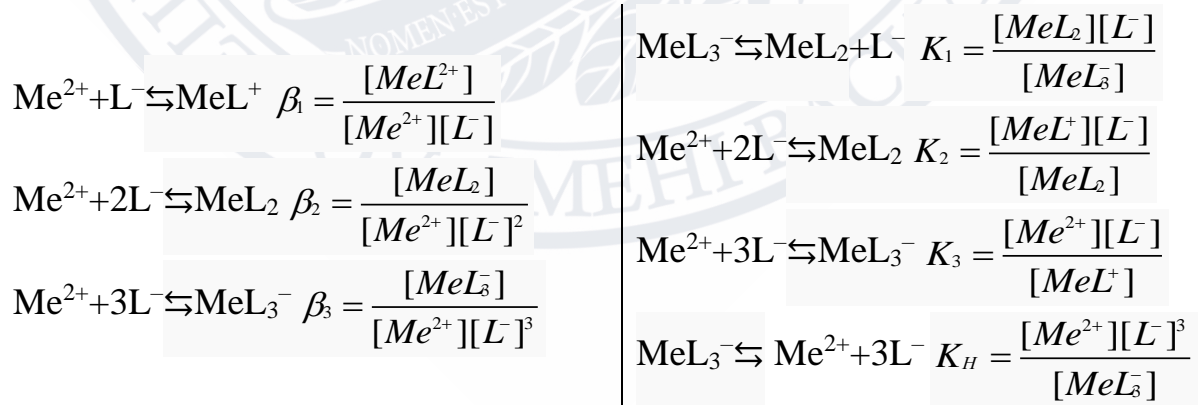 Me²⁺+L⁻⇆MeL⁺ β₁ = [MeL²⁺] / [Me²⁺][L⁻]
Me²⁺+2L⁻⇆MeL₂ β₂ = [MeL₂] / [Me²⁺][L⁻]²
Me²⁺+3L⁻⇆MeL₃⁻ β₃ = [MeL₃⁻] / [Me²⁺][L⁻]³
MeL₃⁻⇆MeL₂+L⁻ K₁ = [MeL₂][L⁻] / [MeL₃⁻]
Me²⁺+2L⁻⇆MeL₂ K₂ = [MeL⁺][L⁻] / [MeL₂]
Me²⁺+3L⁻⇆MeL₃⁻ K₃ = [Me²⁺][L⁻] / [MeL⁺]
MeL₃⁻⇆ Me²⁺+3L⁻ K_H = [Me²⁺][L⁻]³ / [MeL₃⁻]
NOMEN·EST